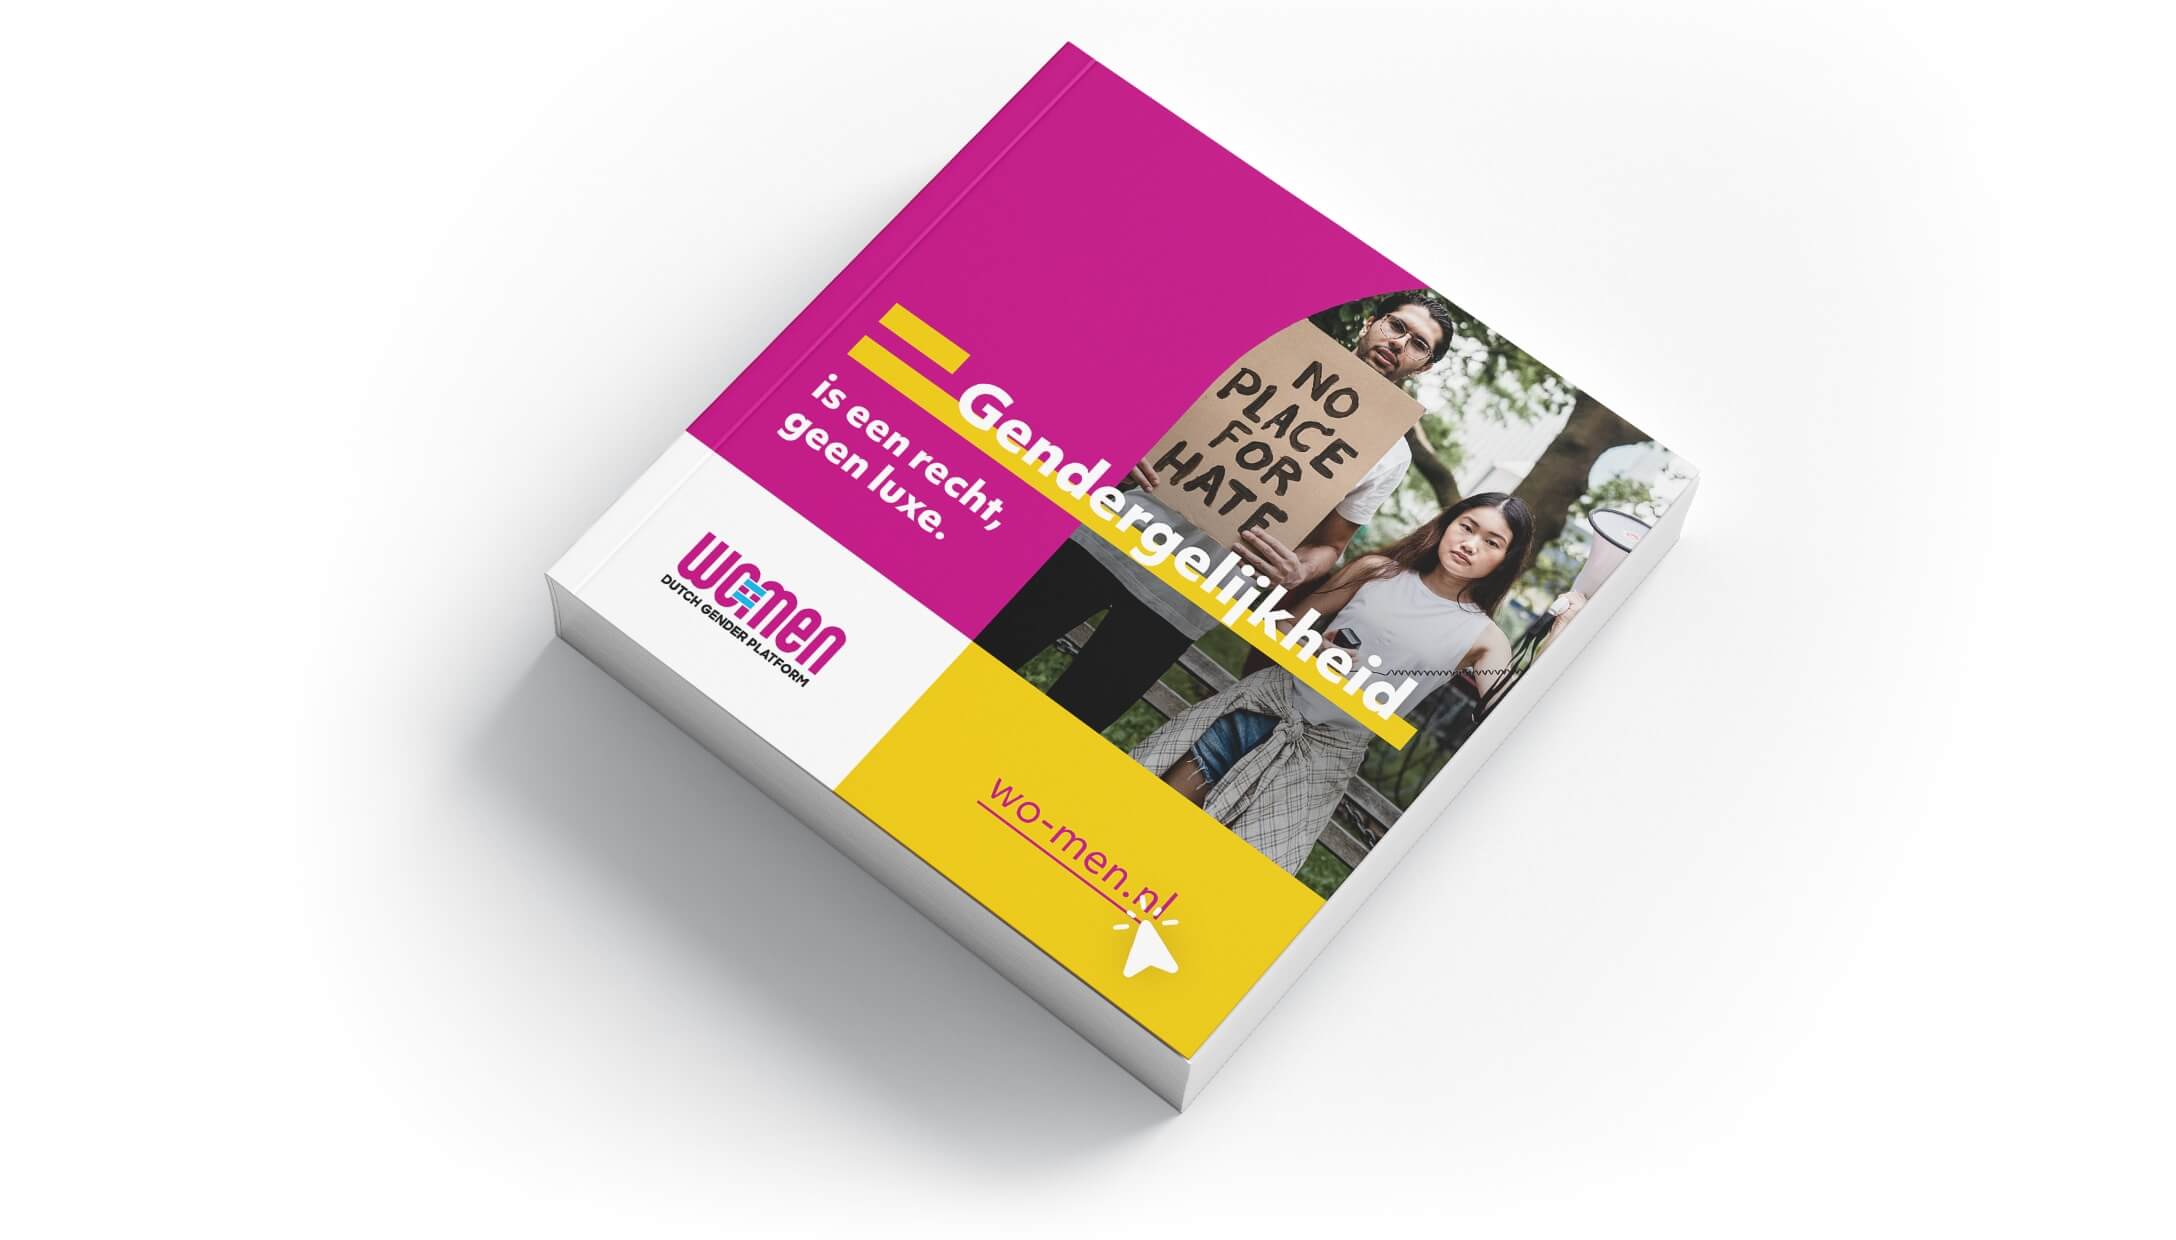 NO
PLACE
FOR
HATE
Gendergelijkheid
is een recht,
geen luxe.
wo=men
DUTCH GENDER PLATFORM
wo-men.nl